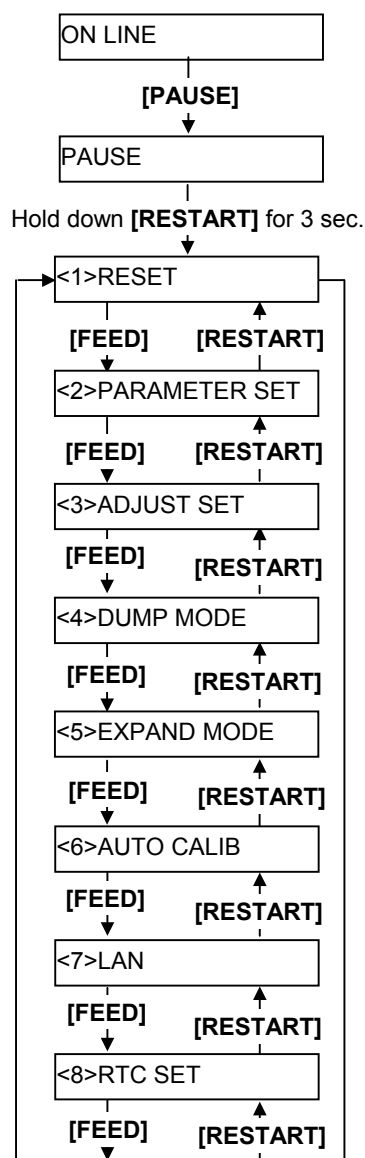 ON LINE
[PAUSE]
PAUSE
Hold down [RESTART] for 3 sec.
<1>RESET
[FEED] [RESTART]
<2>PARAMETER SET
[FEED] [RESTART]
<3>ADJUST SET
[FEED] [RESTART]
<4>DUMP MODE
[FEED] [RESTART]
<5>EXPAND MODE
[FEED] [RESTART]
<6>AUTO CALIB
[FEED] [RESTART]
<7>LAN
[FEED] [RESTART]
<8>RTC SET
[FEED] [RESTART]